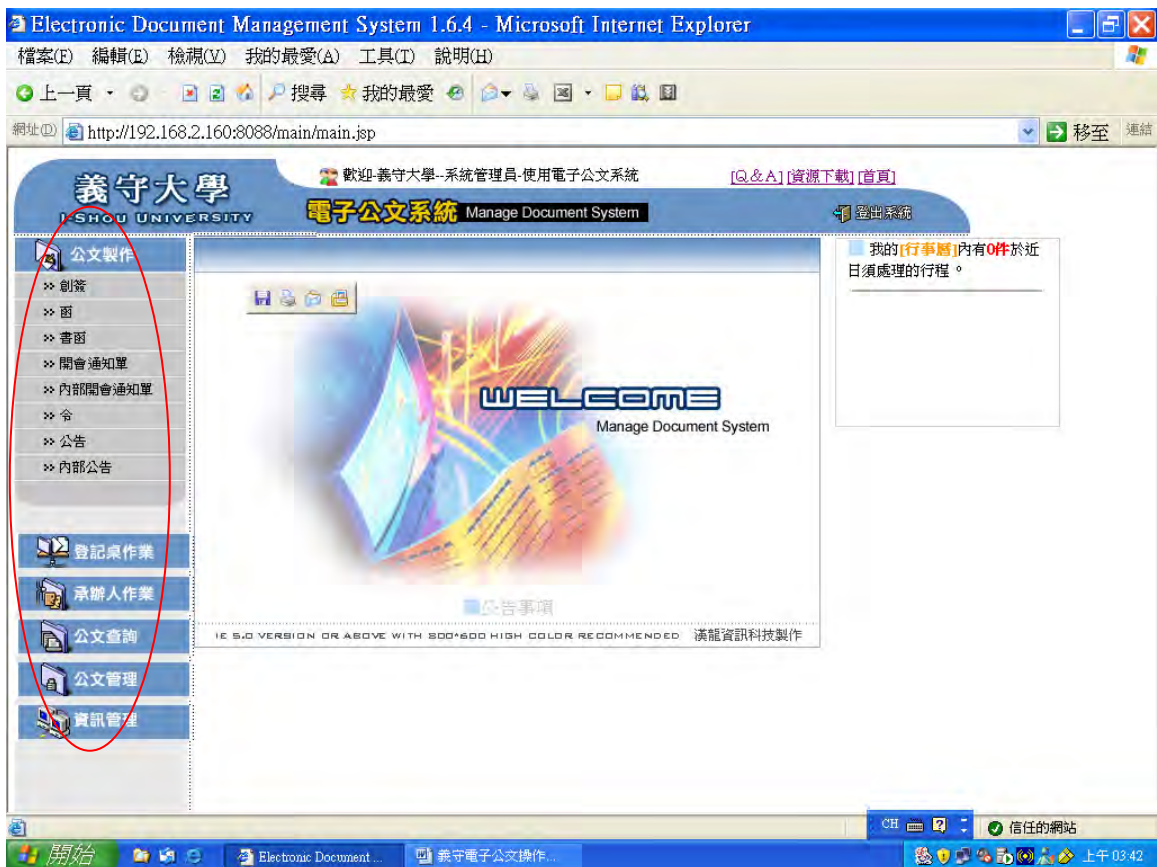 Electronic Document Management System 1.6.4 - Microsoft Internet Explorer
檔案(F) 編輯(E) 檢視(V) 我的最愛(A) 工具(T) 說明(H)
上一頁 搜尋 我的最愛
網址(D) http://192.168.2.160:8088/main/main.jsp 移至 連結
義守大學
I-SHOU UNIVERSITY
歡迎-義守大學--系統管理員-使用電子公文系統
[Q & A] [資源下載] [首頁]
電子公文系統 Manage Document System
登出系統
公文製作
>> 創簽
>> 函
>> 書函
>> 開會通知單
>> 內部開會通知單
>> 令
>> 公告
>> 內部公告
登記桌作業
承辦人作業
公文查詢
公文管理
資訊管理
WELCOME
Manage Document System
公告事項
IE 5.0 VERSION OR ABOVE WITH 800*600 HIGH COLOR RECOMMENDED 漢龍資訊科技製作
我的[行事曆]內有0件於近
日須處理的行程。
CH
信任的網站
開始 Electronic Document ... 義守電子公文操作... 上午 03:42